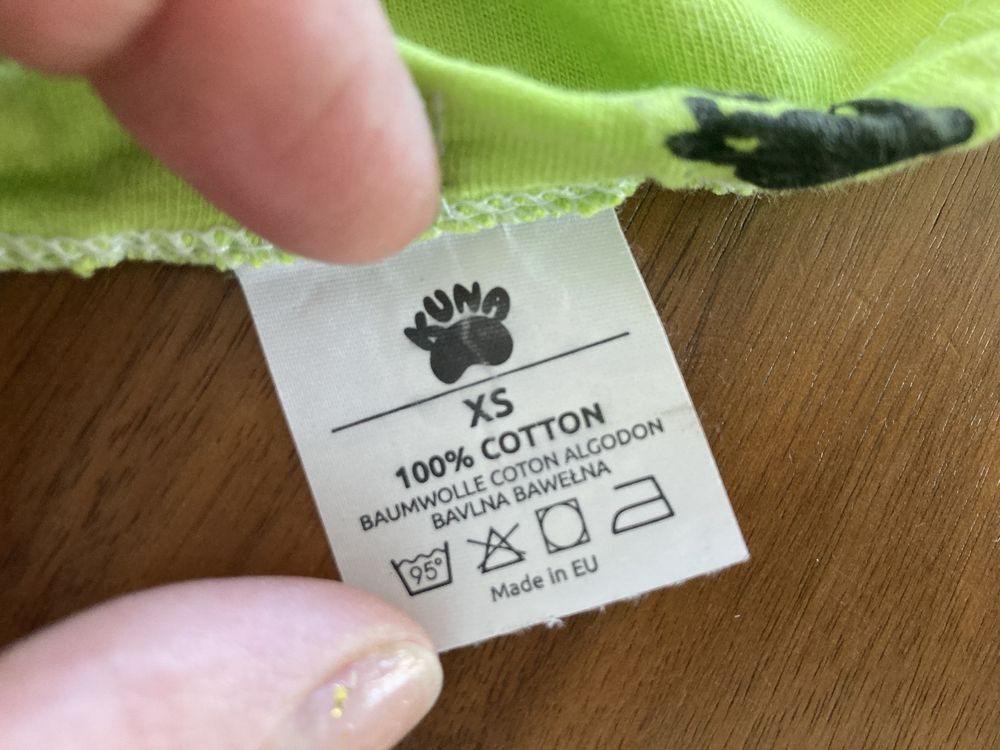 KUNA
XS
100% COTTON
BAUMWOLLE COTON ALGODON
BAVLNA BAWEŁNA
95°
Made in EU